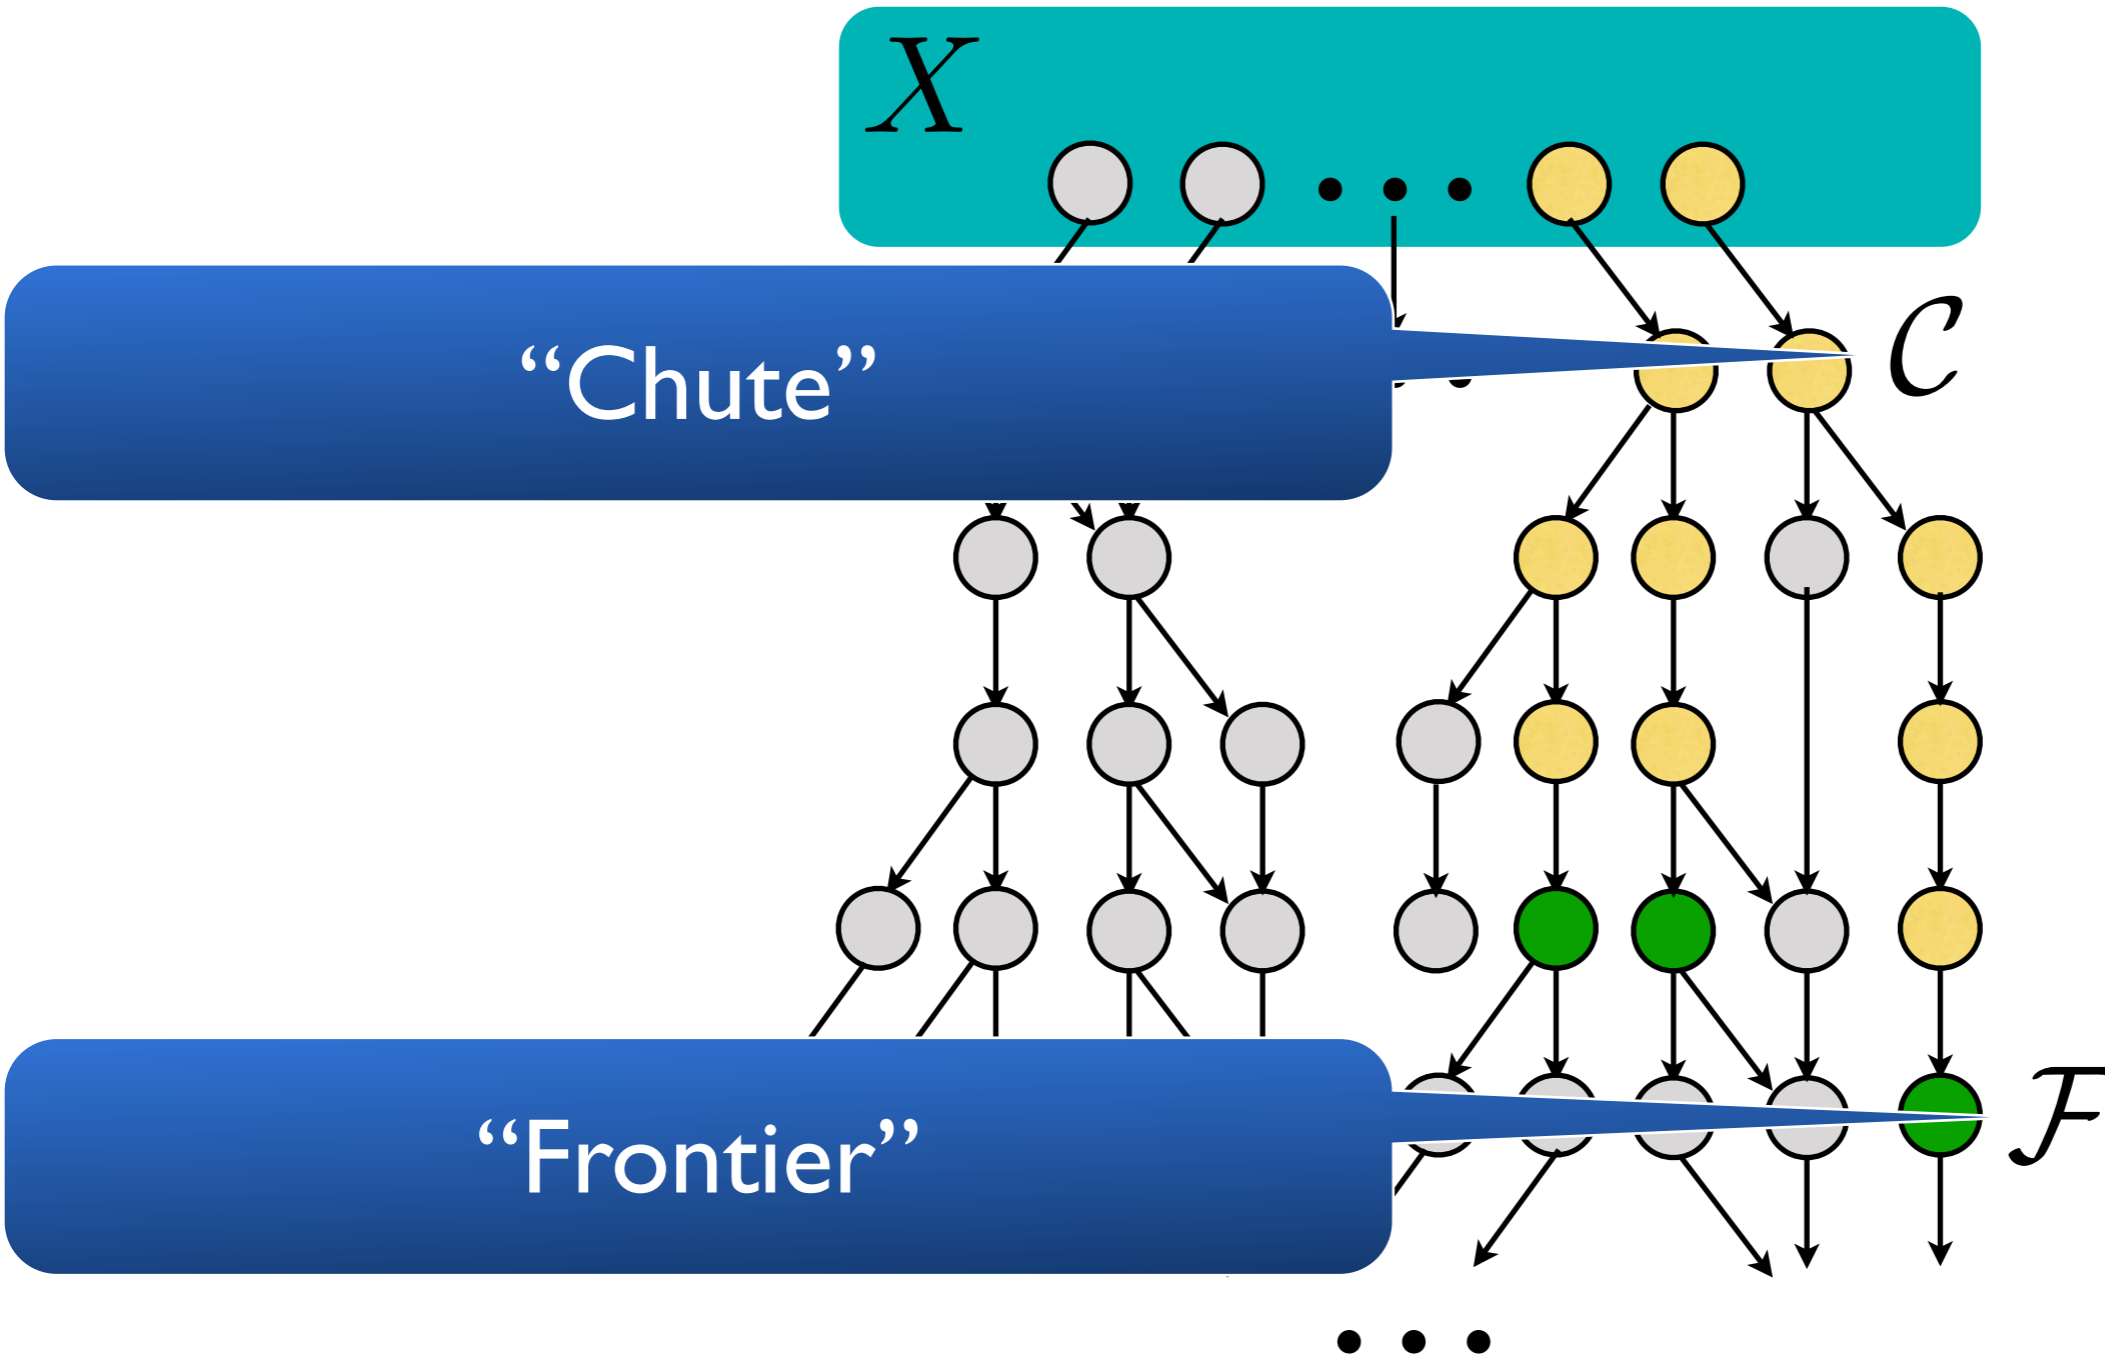 X
“Chute”
C
“Frontier”
F